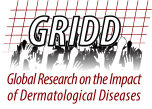 GRIDD
Global Research on the Impact
of Dermatological Diseases